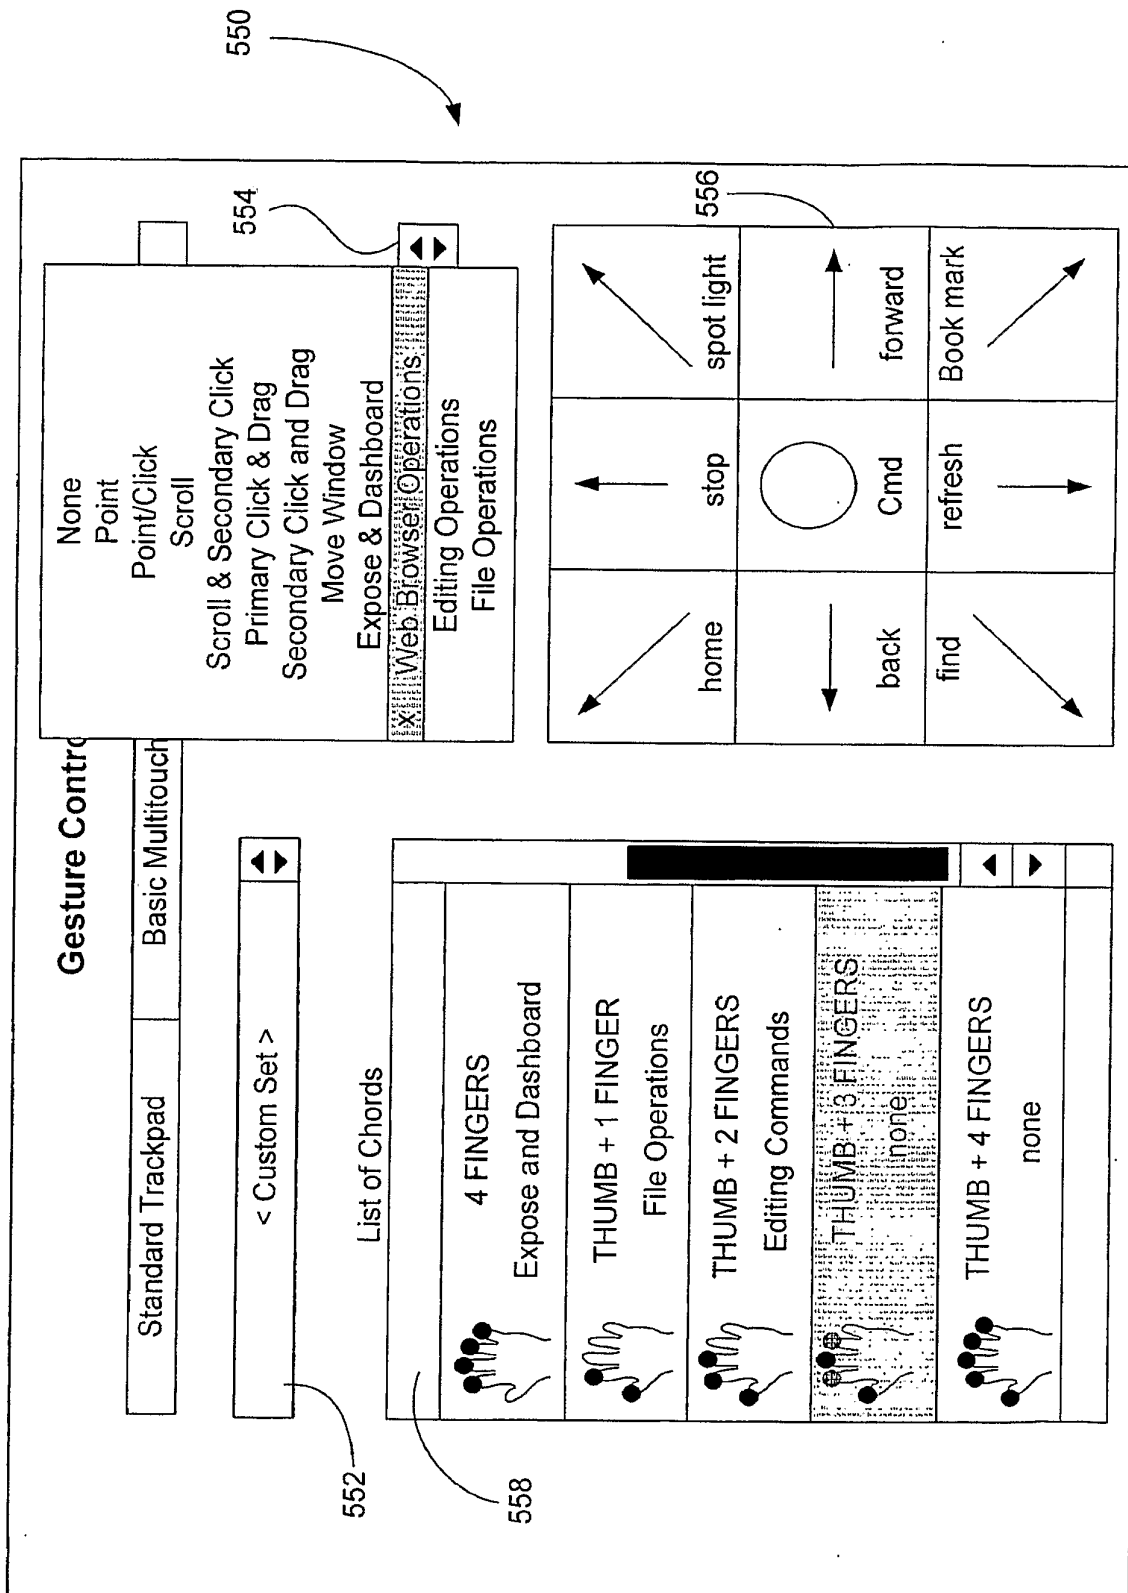 550
Gesture Contro
Standard Trackpad
Basic Multitouch
< Custom Set >
552
List of Chords
558
4 FINGERS
Expose and Dashboard
THUMB + 1 FINGER
File Operations
THUMB + 2 FINGERS
Editing Commands
THUMB + 3 FINGERS
none
THUMB + 4 FINGERS
none
None
Point
Point/Click
Scroll
Scroll & Secondary Click
Primary Click & Drag
Secondary Click and Drag
Move Window
Expose & Dashboard
X Web Browser Operations
Editing Operations
File Operations
554
home
stop
spot light
back
Cmd
forward
find
refresh
Book mark
556